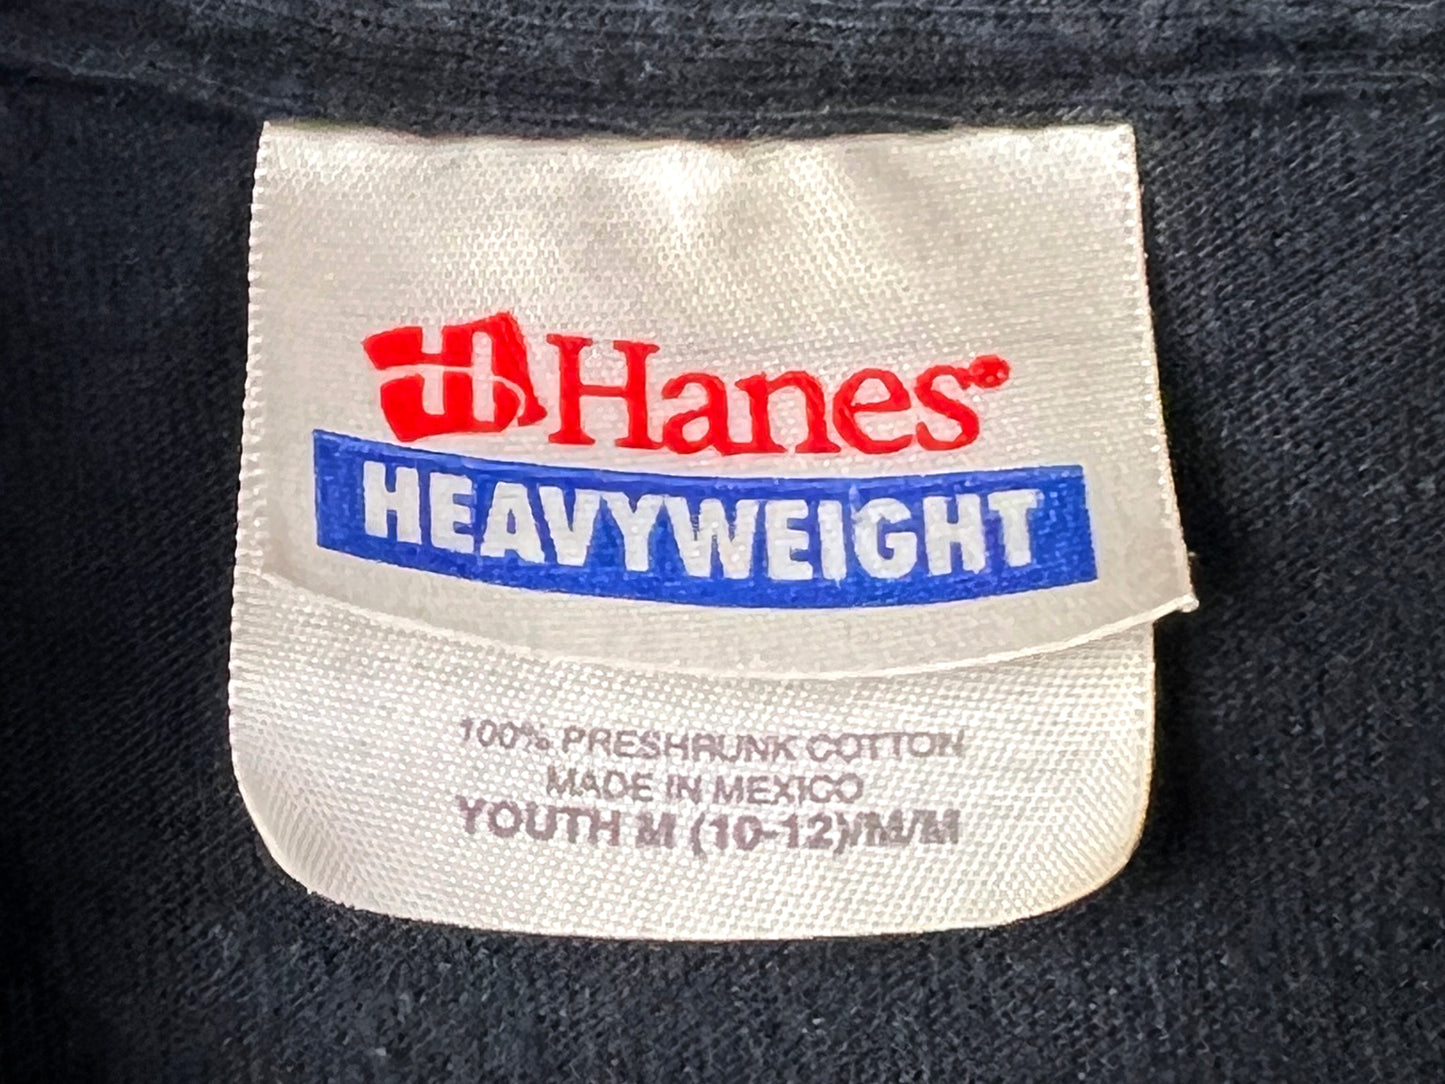 Hanes®
HEAVYWEIGHT
100% PRESHRUNK COTTON
MADE IN MEXICO
YOUTH M (10-12)/M/M